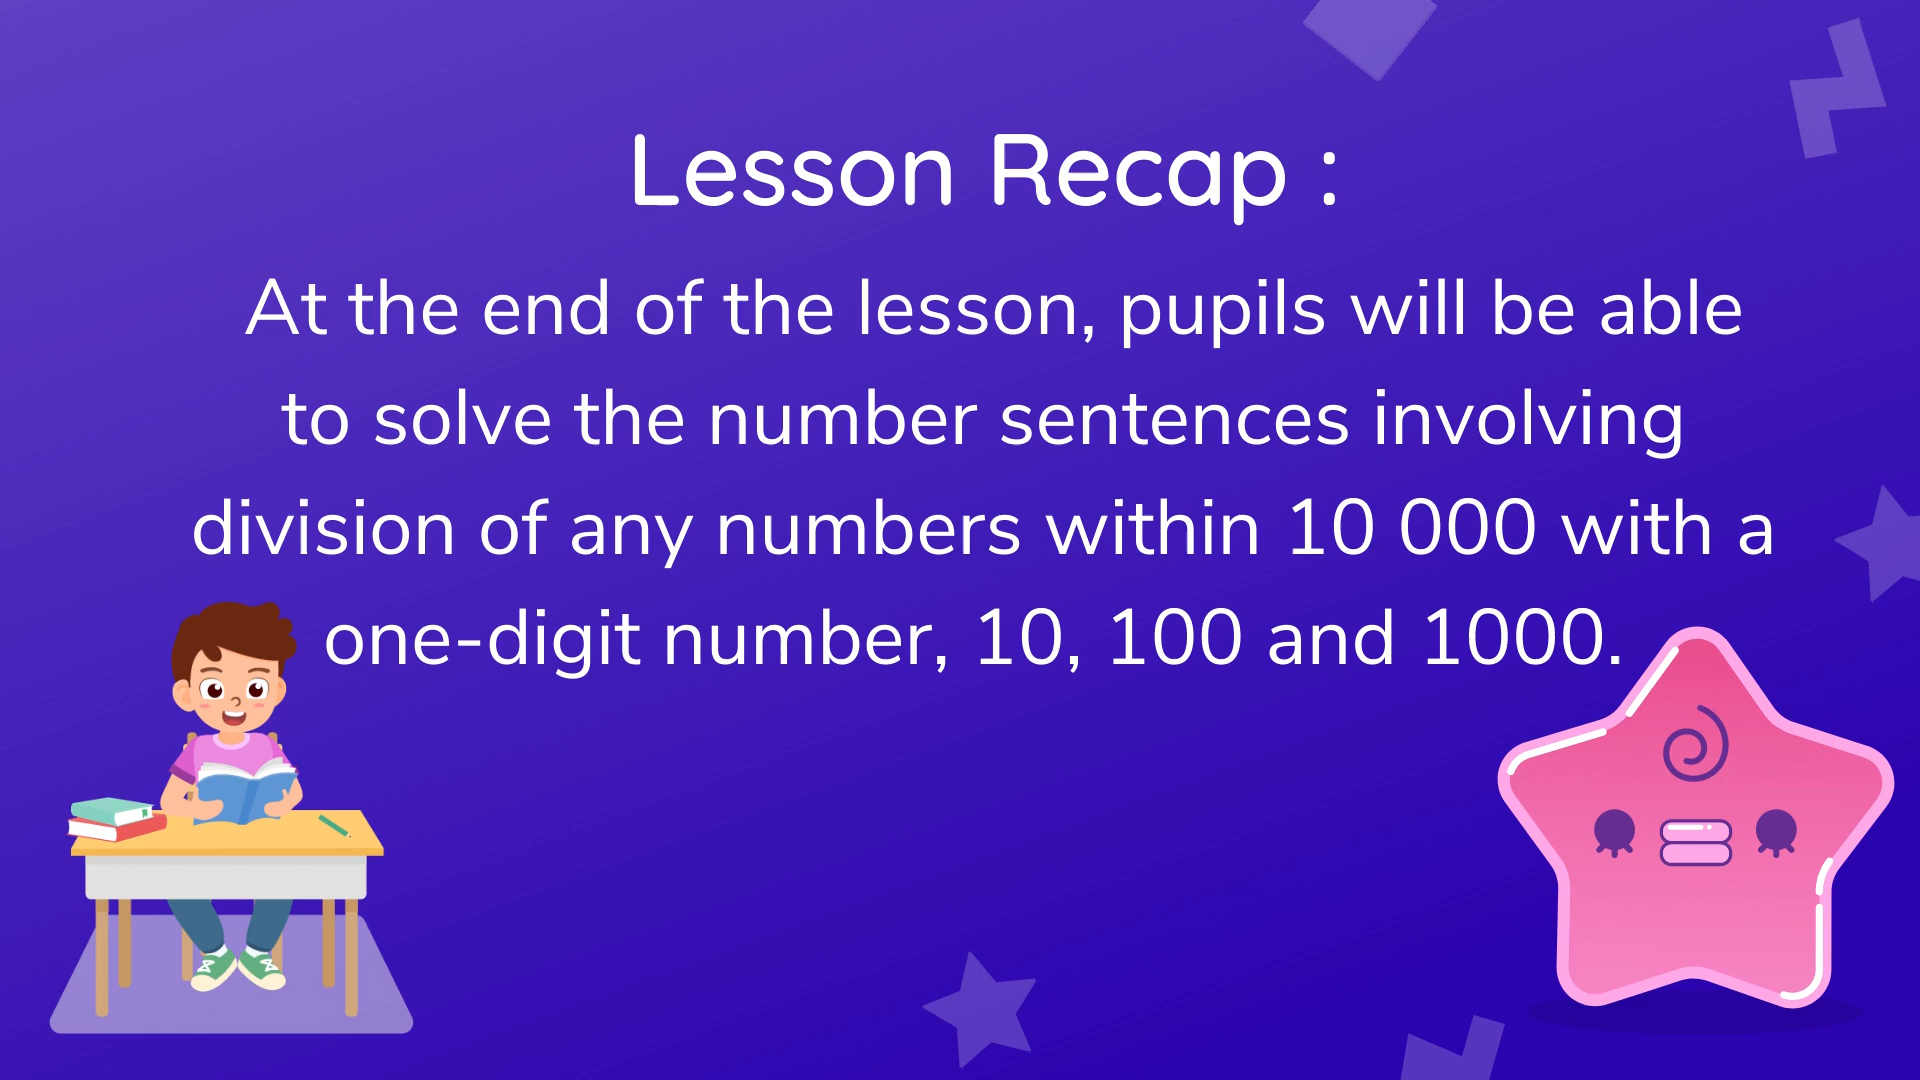 Lesson Recap :
At the end of the lesson, pupils will be able
to solve the number sentences involving
division of any numbers within 10 000 with a
one-digit number, 10, 100 and 1000.